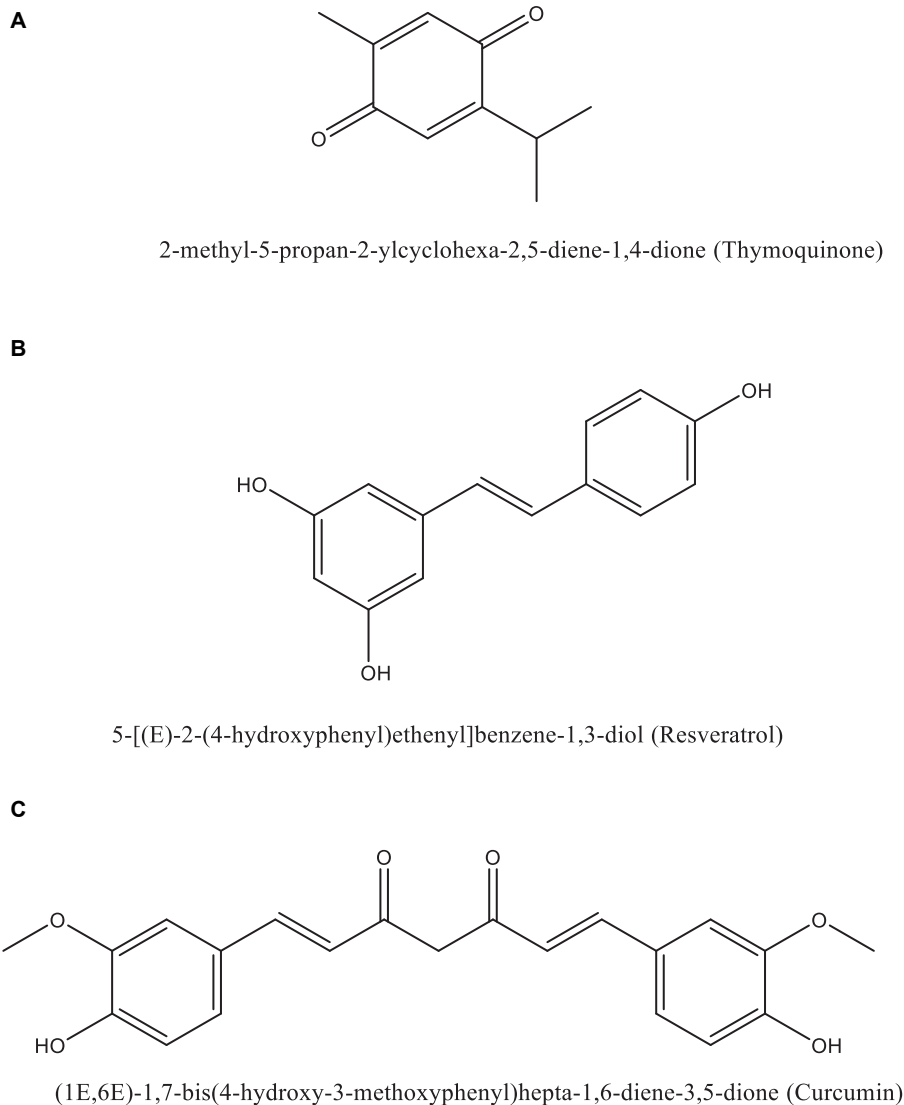 A
O
O
2-methyl-5-propan-2-ylcyclohexa-2,5-diene-1,4-dione (Thymoquinone)
B
OH
HO
OH
5-[(E)-2-(4-hydroxyphenyl)ethenyl]benzene-1,3-diol (Resveratrol)
C
O O
O O
HO OH
(1E,6E)-1,7-bis(4-hydroxy-3-methoxyphenyl)hepta-1,6-diene-3,5-dione (Curcumin)